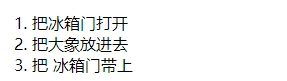 1. 把冰箱门打开
2. 把大象放进去
3. 把 冰箱门带上